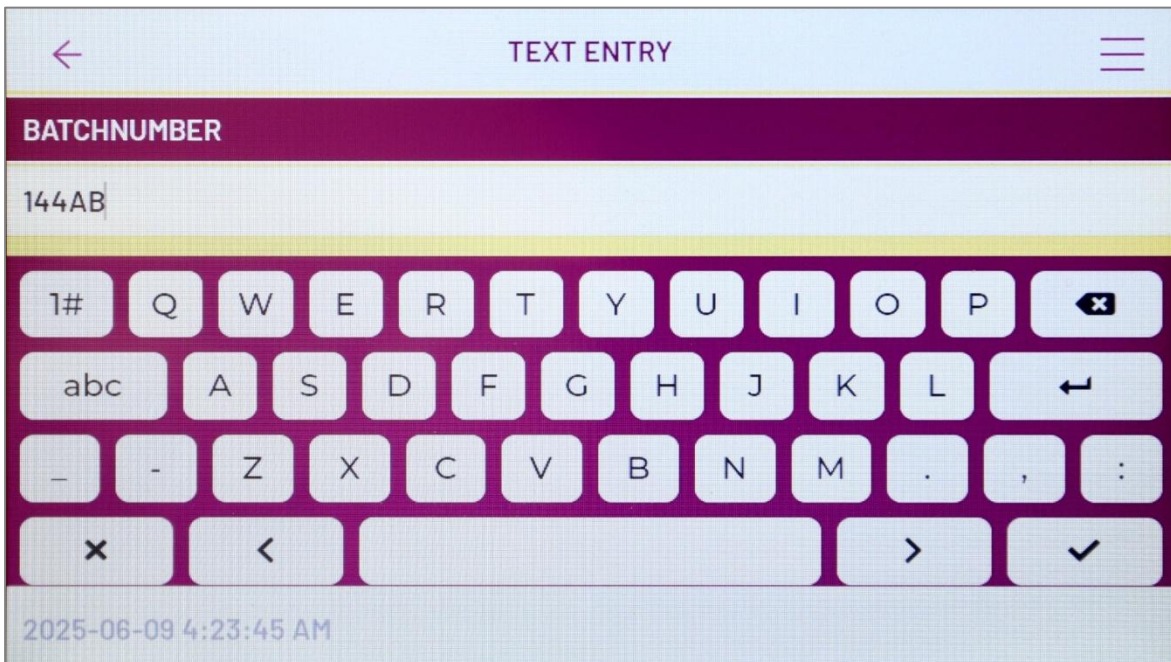 TEXT ENTRY
BATCHNUMBER
144AB
1# Q W E R T Y U I O P
abc A S D F G H J K L
_ - Z X C V B N M . , :
< >
2025-06-09 4:23:45 AM